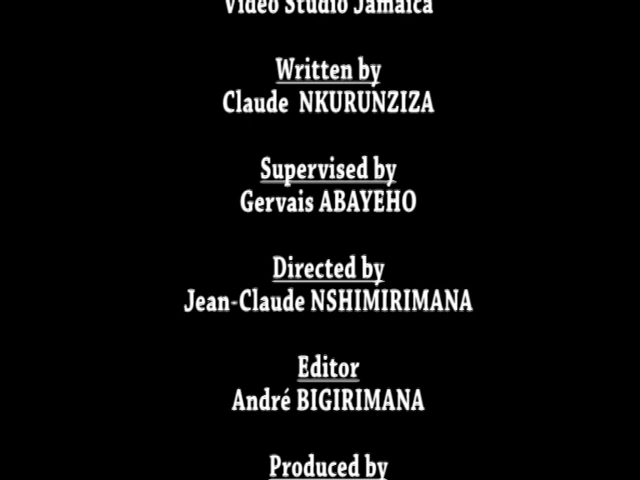 Video Studio Jamaica
Written by
Claude NKURUNZIZA
Supervised by
Gervais ABAYEHO
Directed by
Jean-Claude NSHIMIRIMANA
Editor
André BIGIRIMANA
Produced by